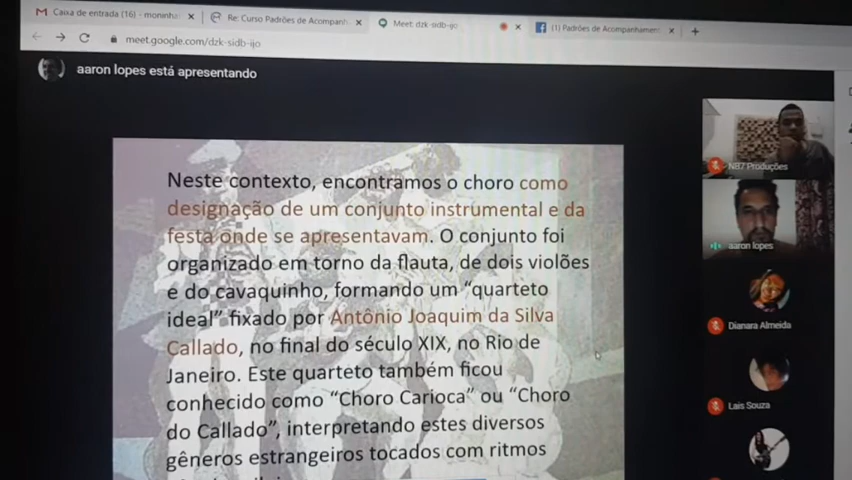 Caixa de entrada (16) - moninha
Re: Curso Padrões de Acompanh
Meet: dzk-sidb-ijo
(1) Padrões de Acompanhament
meet.google.com/dzk-sidb-ijo
aaron lopes está apresentando
Neste contexto, encontramos o choro como
designação de um conjunto instrumental e da
festa onde se apresentavam. O conjunto foi
organizado em torno da flauta, de dois violões
e do cavaquinho, formando um “quarteto
ideal” fixado por Antônio Joaquim da Silva
Callado, no final do século XIX, no Rio de
Janeiro. Este quarteto também ficou
conhecido como “Choro Carioca” ou “Choro
do Callado”, interpretando estes diversos
gêneros estrangeiros tocados com ritmos
NB7 Produções
aaron lopes
Dianara Almeida
Lais Souza